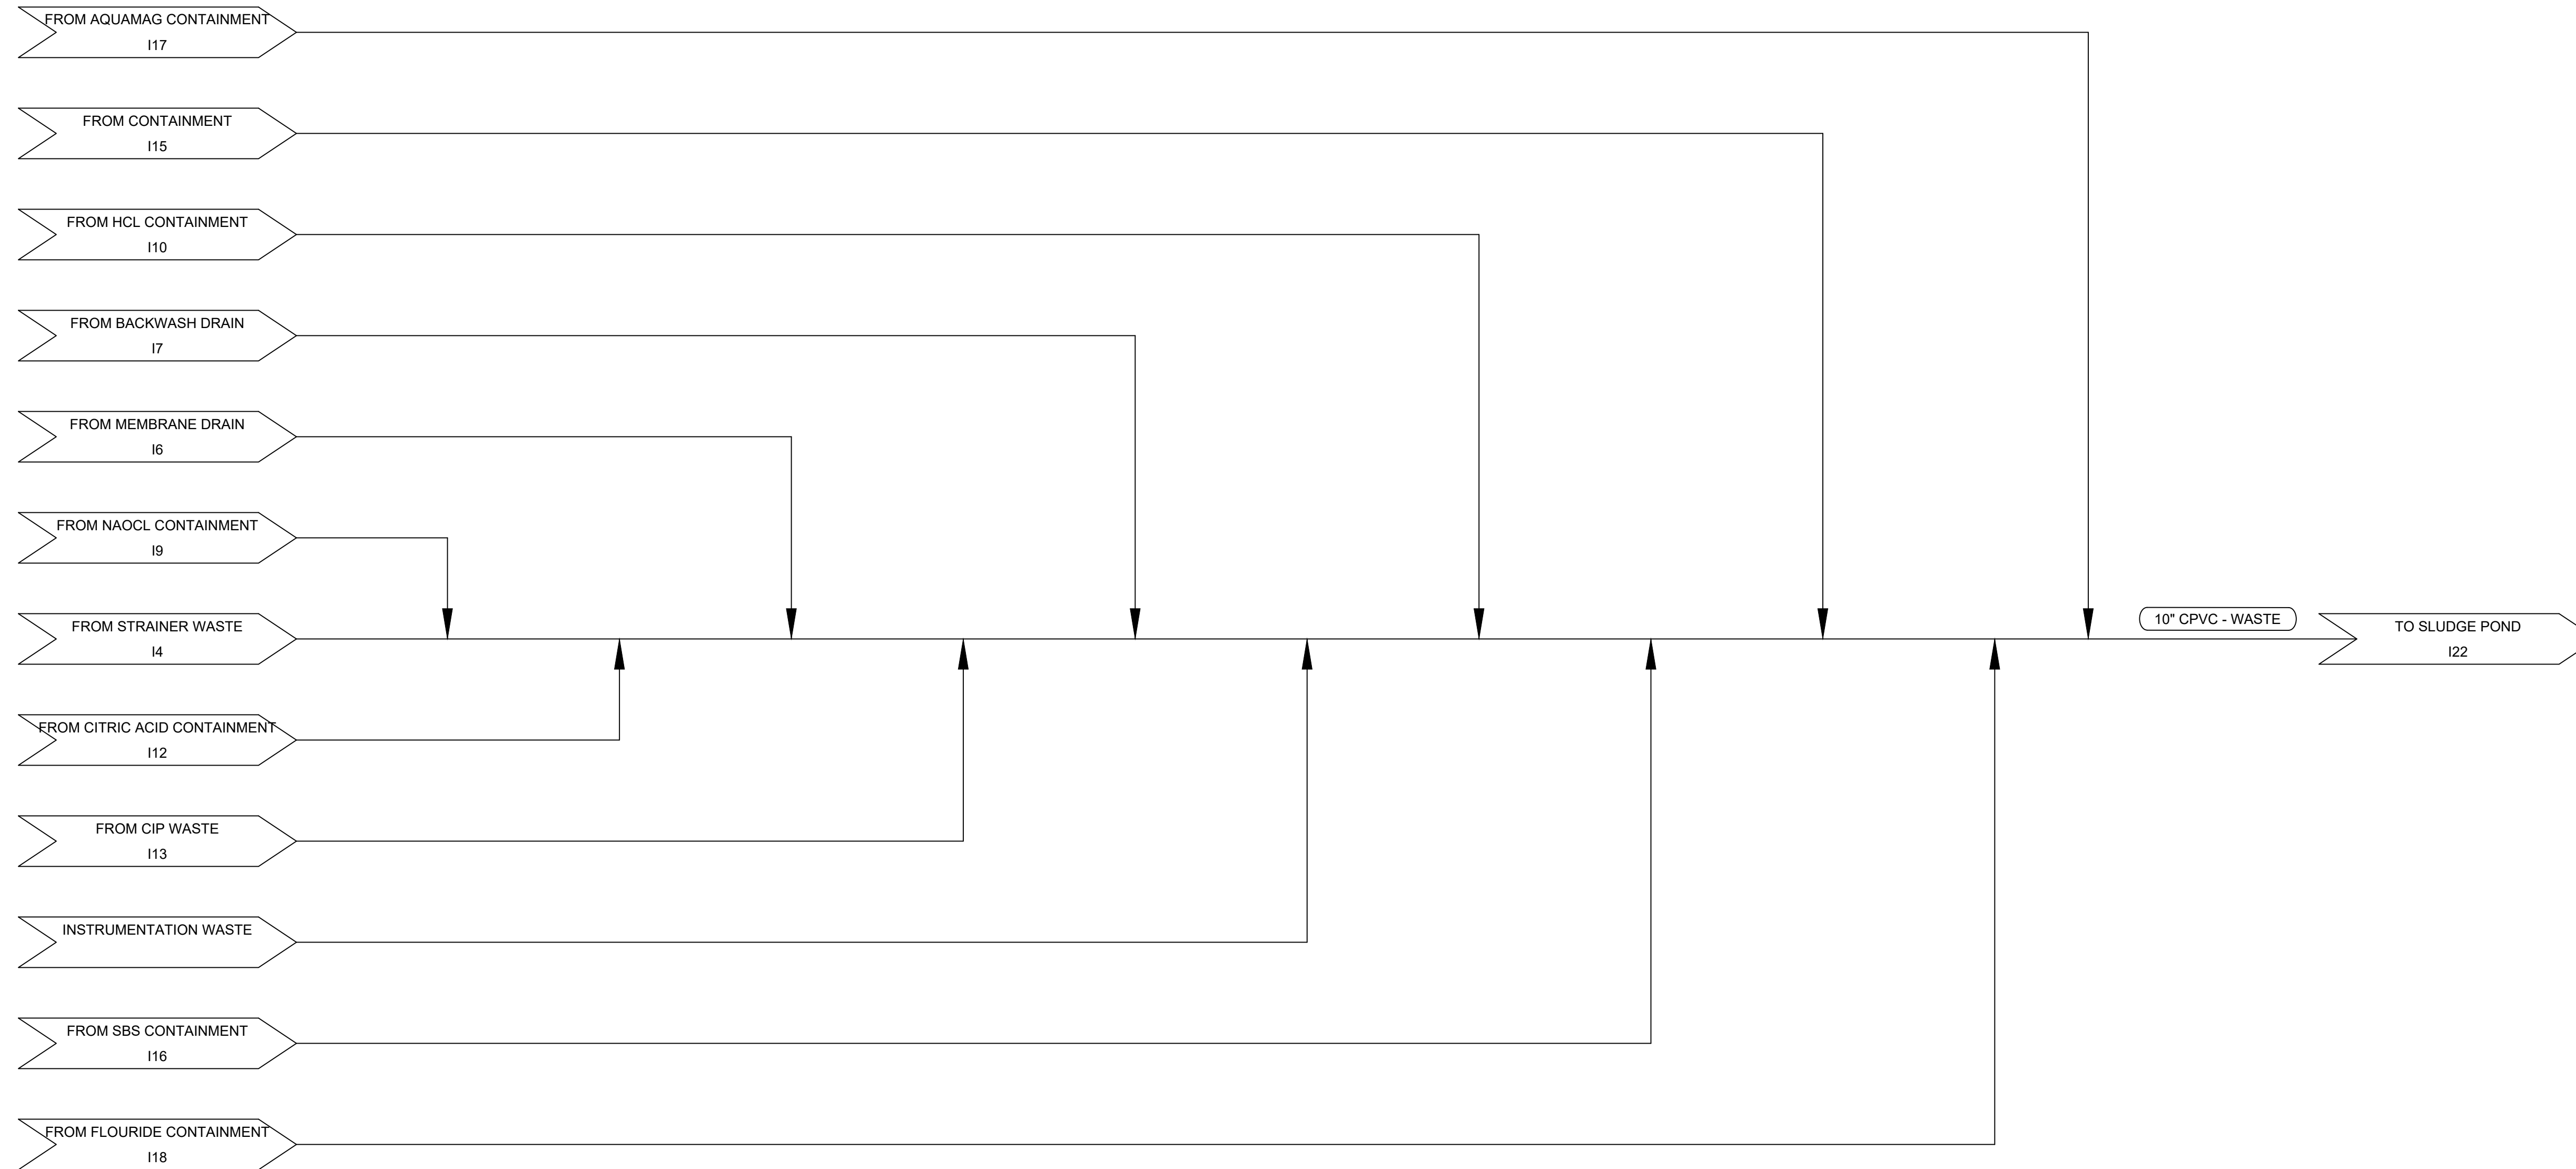 FROM AQUAMAG CONTAINMENT
I17
FROM CONTAINMENT
I15
FROM HCL CONTAINMENT
I10
FROM BACKWASH DRAIN
I7
FROM MEMBRANE DRAIN
I6
FROM NAOCL CONTAINMENT
I9
FROM STRAINER WASTE
I4
10" CPVC - WASTE
TO SLUDGE POND
I22
FROM CITRIC ACID CONTAINMENT
I12
FROM CIP WASTE
I13
INSTRUMENTATION WASTE
FROM SBS CONTAINMENT
I16
FROM FLOURIDE CONTAINMENT
I18